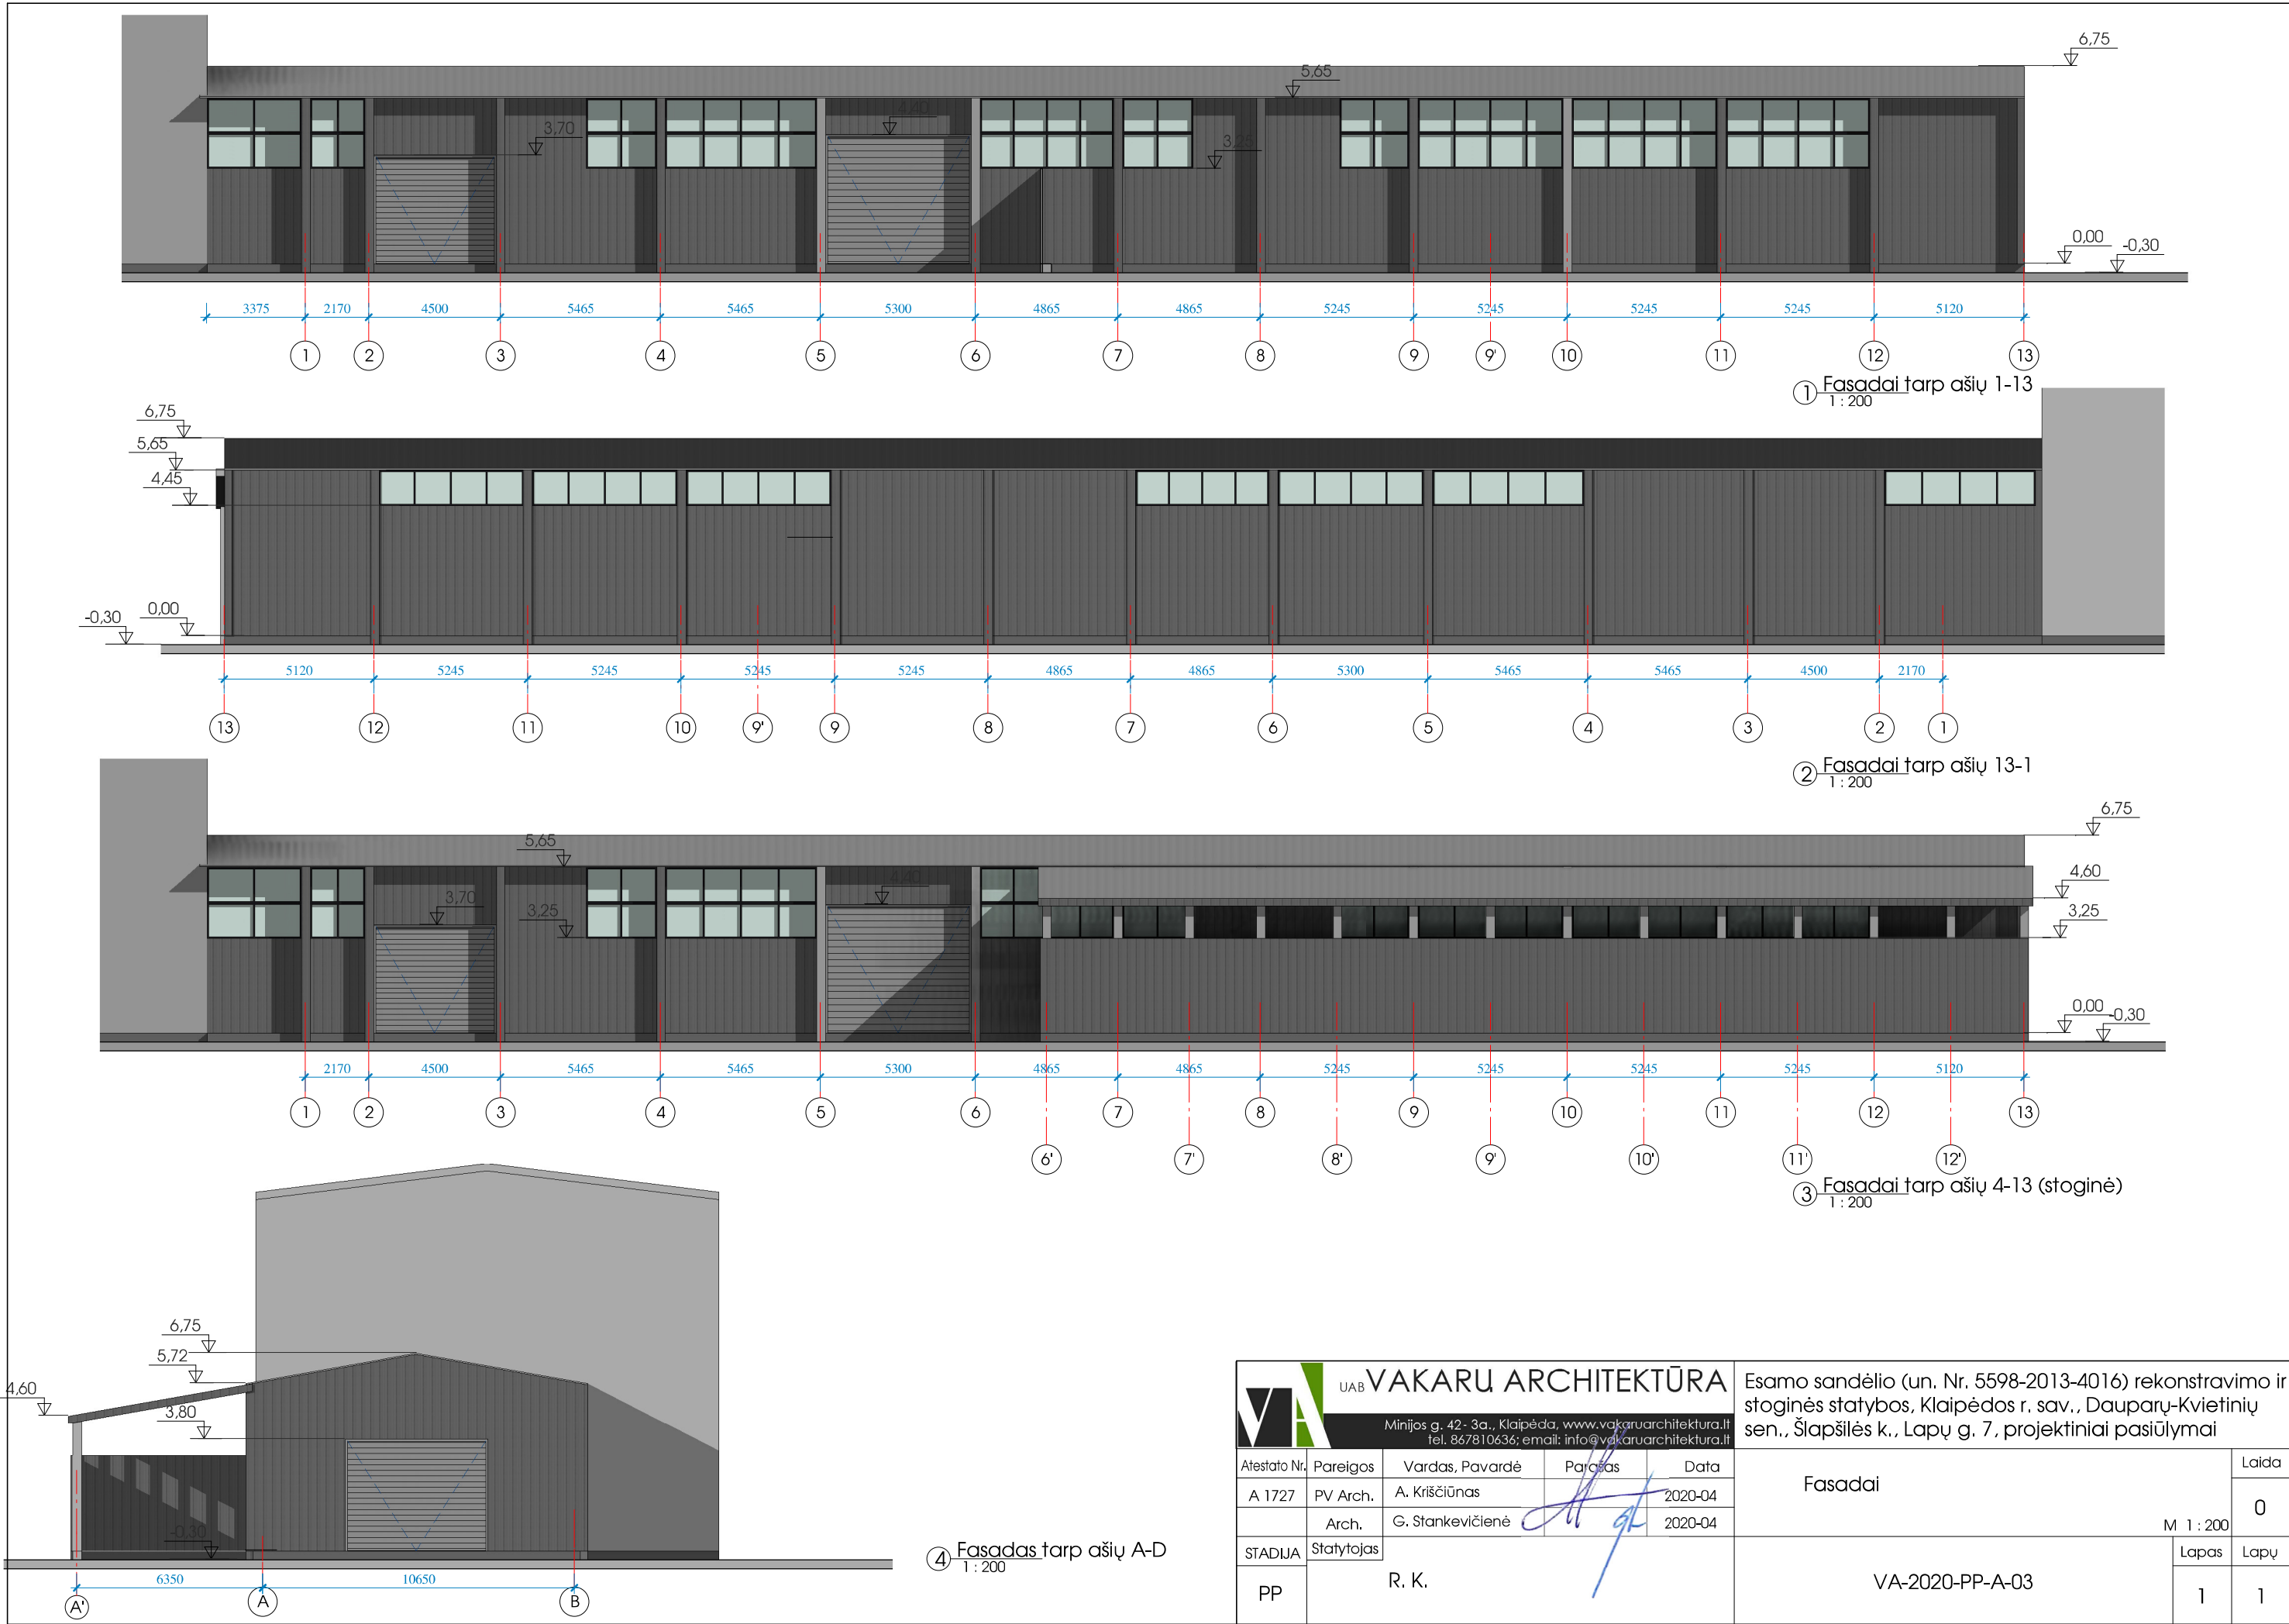 6,75
5,65
4,40
3,70
3,25
0,00
-0,30
3375 2170 4500 5465 5465 5300 4865 4865 5245 5245 5245 5245 5120
1 2 3 4 5 6 7 8 9 9' 10 11 12 13
1 Fasadai tarp ašių 1-13
1 : 200
6,75
5,65
4,45
0,00
-0,30
5120 5245 5245 5245 5245 4865 4865 5300 5465 5465 4500 2170
13 12 11 10 9' 9 8 7 6 5 4 3 2 1
2 Fasadai tarp ašių 13-1
1 : 200
6,75
5,65
4,60
4,40
3,70
3,25
3,25
0,00
-0,30
2170 4500 5465 5465 5300 4865 4865 5245 5245 5245 5245 5120
1 2 3 4 5 6 7 8 9 10 11 12 13
6' 7' 8' 9' 10' 11' 12'
3 Fasadai tarp ašių 4-13 (stoginė)
1 : 200
6,75
5,72
4,60
3,80
-0,30
6350 10650
A' A B
4 Fasadas tarp ašių A-D
1 : 200
VA
UAB VAKARŲ ARCHITEKTŪRA
Minijos g. 42- 3a., Klaipėda, www.vakaruarchitektura.lt
tel. 867810636; email: info@vakaruarchitektura.lt
Esamo sandėlio (un. Nr. 5598-2013-4016) rekonstravimo ir
stoginės statybos, Klaipėdos r. sav., Dauparų-Kvietinių
sen., Šlapšilės k., Lapų g. 7, projektiniai pasiūlymai
Atestato Nr. Pareigos Vardas, Pavardė Parašas Data
A 1727 PV Arch. A. Kriščiūnas 2020-04
Arch. G. Stankevičienė 2020-04
STADIJA Statytojas
PP R. K.
Fasadai
M 1 : 200
Laida
0
VA-2020-PP-A-03
Lapas Lapų
1 1